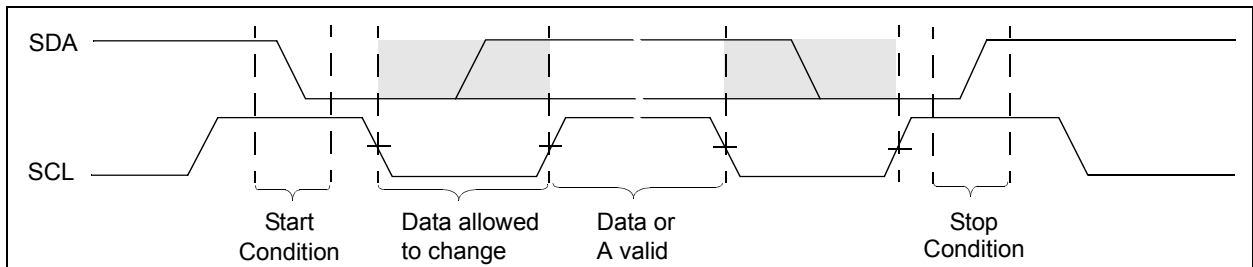 SDA
SCL
Start
Condition
Data allowed
to change
Data or
A valid
Stop
Condition